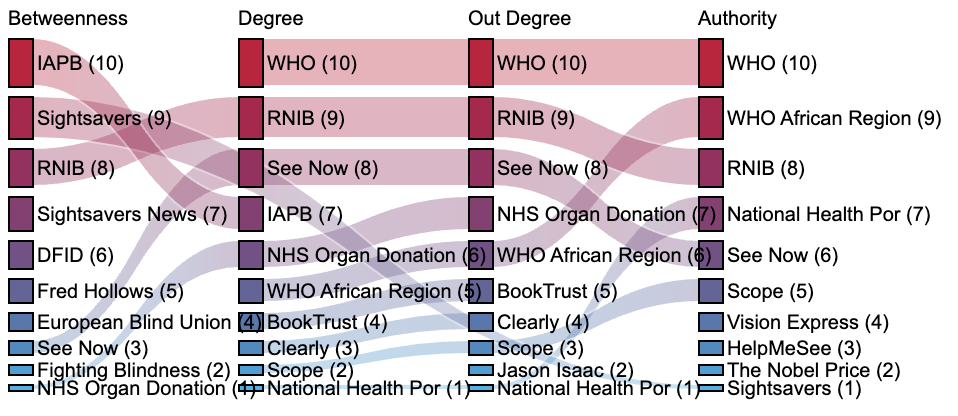 Betweenness Degree Out Degree Authority
IAPB (10) WHO (10) WHO (10) WHO (10)
Sightsavers (9) RNIB (9) RNIB (9) WHO African Region (9)
RNIB (8) See Now (8) See Now (8) RNIB (8)
Sightsavers News (7) IAPB (7) NHS Organ Donation (7) National Health Por (7)
DFID (6) NHS Organ Donation (6) WHO African Region (6) See Now (6)
Fred Hollows (5) WHO African Region (5) BookTrust (5) Scope (5)
European Blind Union (4) BookTrust (4) Clearly (4) Vision Express (4)
See Now (3) Clearly (3) Scope (3) HelpMeSee (3)
Fighting Blindness (2) Scope (2) Jason Isaac (2) The Nobel Price (2)
NHS Organ Donation (1) National Health Por (1) National Health Por (1) Sightsavers (1)